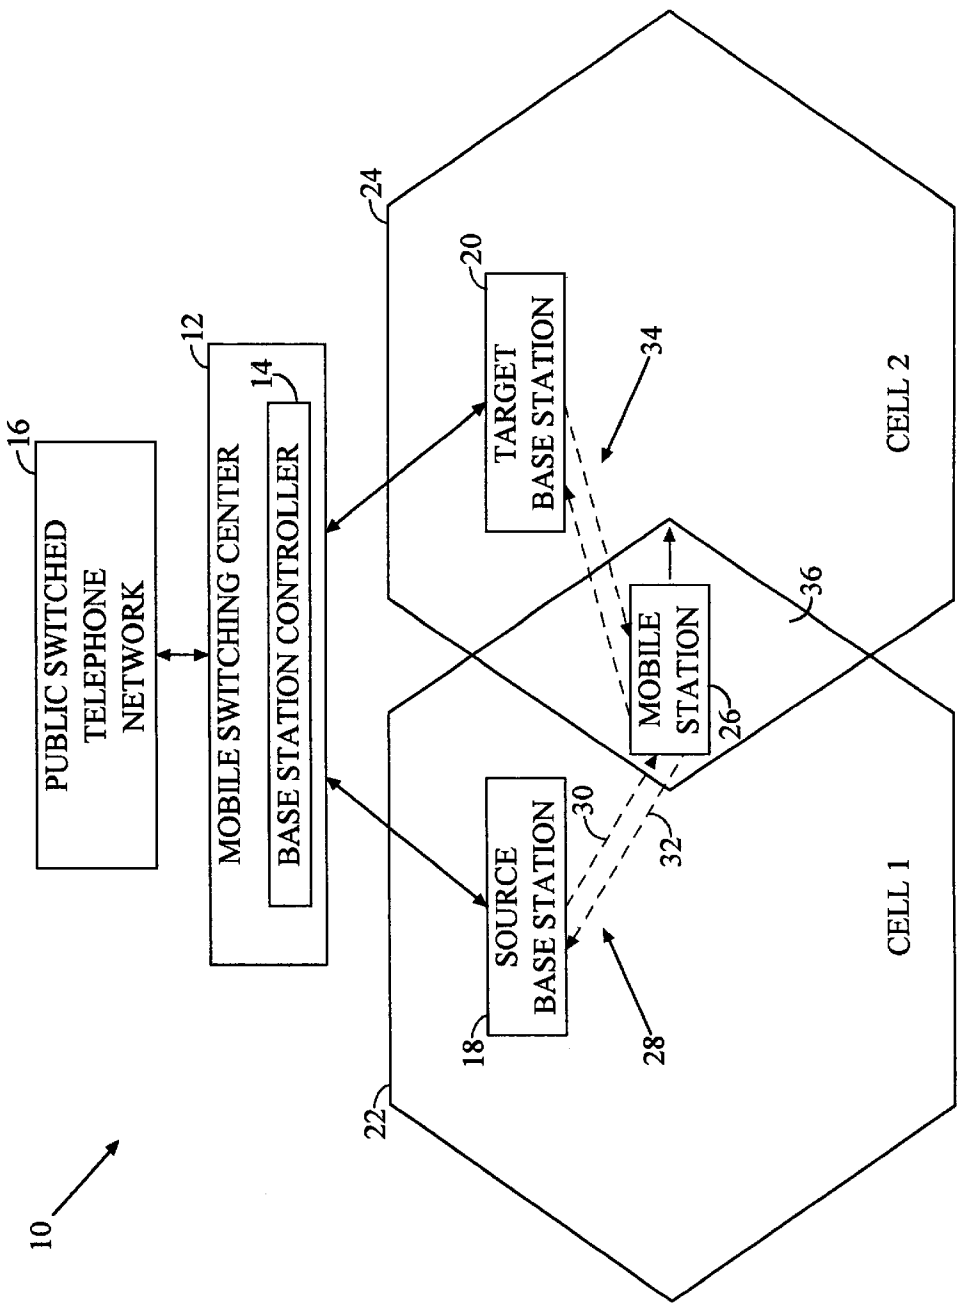 10
16
PUBLIC SWITCHED
TELEPHONE
NETWORK
12
MOBILE SWITCHING CENTER
14
BASE STATION CONTROLLER
22
24
18
SOURCE
BASE STATION
20
TARGET
BASE STATION
28
30
32
34
MOBILE
STATION
26
36
CELL 1
CELL 2